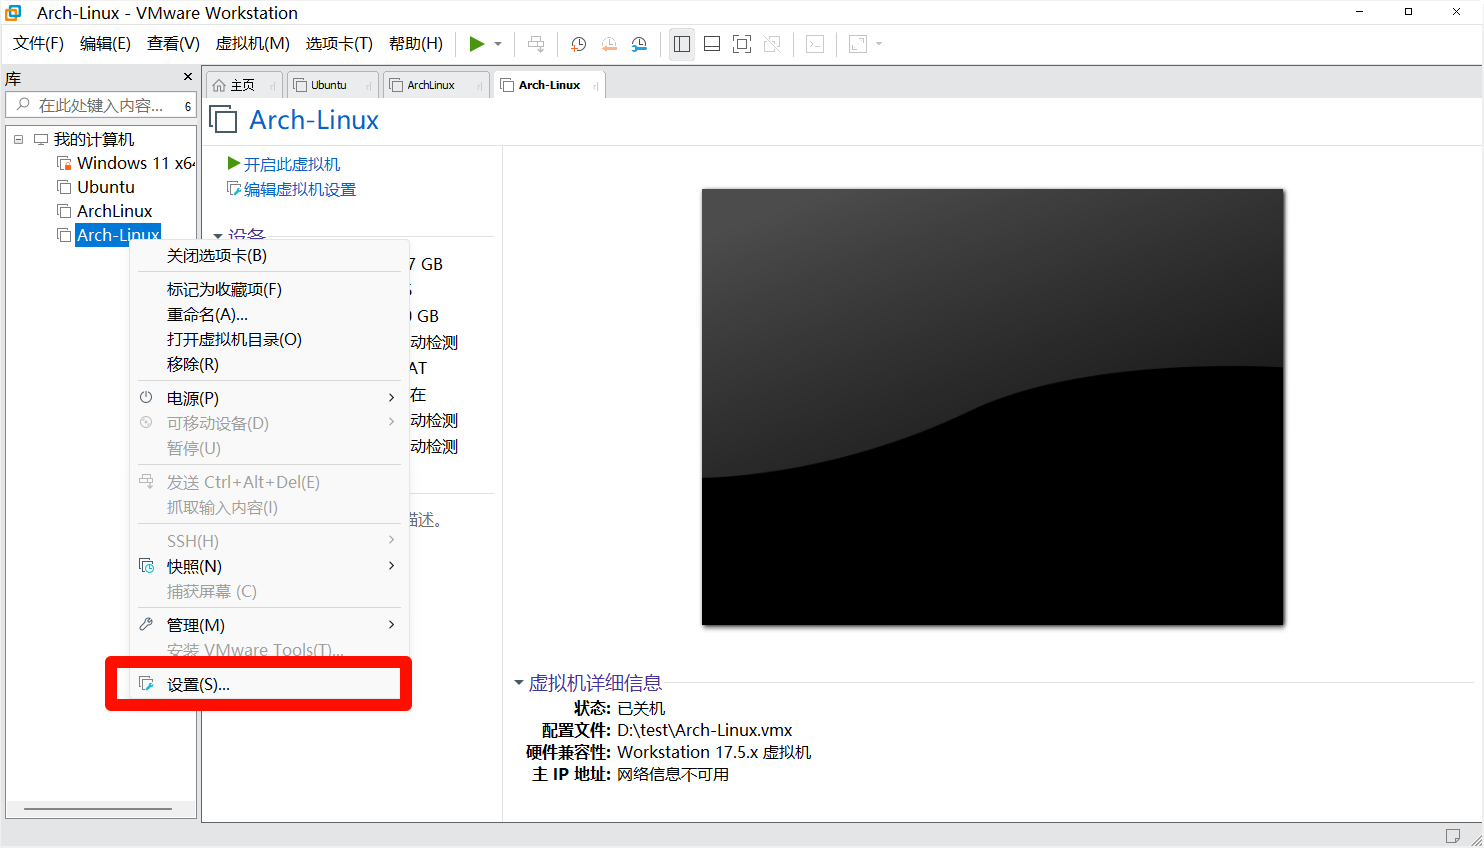 Arch-Linux - VMware Workstation
文件(F) 编辑(E) 查看(V) 虚拟机(M) 选项卡(T) 帮助(H)
库
在此处键入内容... 6
我的计算机
Windows 11 x64
Ubuntu
ArchLinux
Arch-Linux
主页 Ubuntu ArchLinux Arch-Linux
Arch-Linux
开启此虚拟机
编辑虚拟机设置
设备
7 GB
GB
动检测
AT
在
动检测
动检测
描述。
关闭选项卡(B)
标记为收藏项(F)
重命名(A)...
打开虚拟机目录(O)
移除(R)
电源(P)
可移动设备(D)
暂停(U)
发送 Ctrl+Alt+Del(E)
抓取输入内容(I)
SSH(H)
快照(N)
捕获屏幕 (C)
管理(M)
安装 VMware Tools(T)...
设置(S)...
虚拟机详细信息
状态: 已关机
配置文件: D:\test\Arch-Linux.vmx
硬件兼容性: Workstation 17.5.x 虚拟机
主 IP 地址: 网络信息不可用